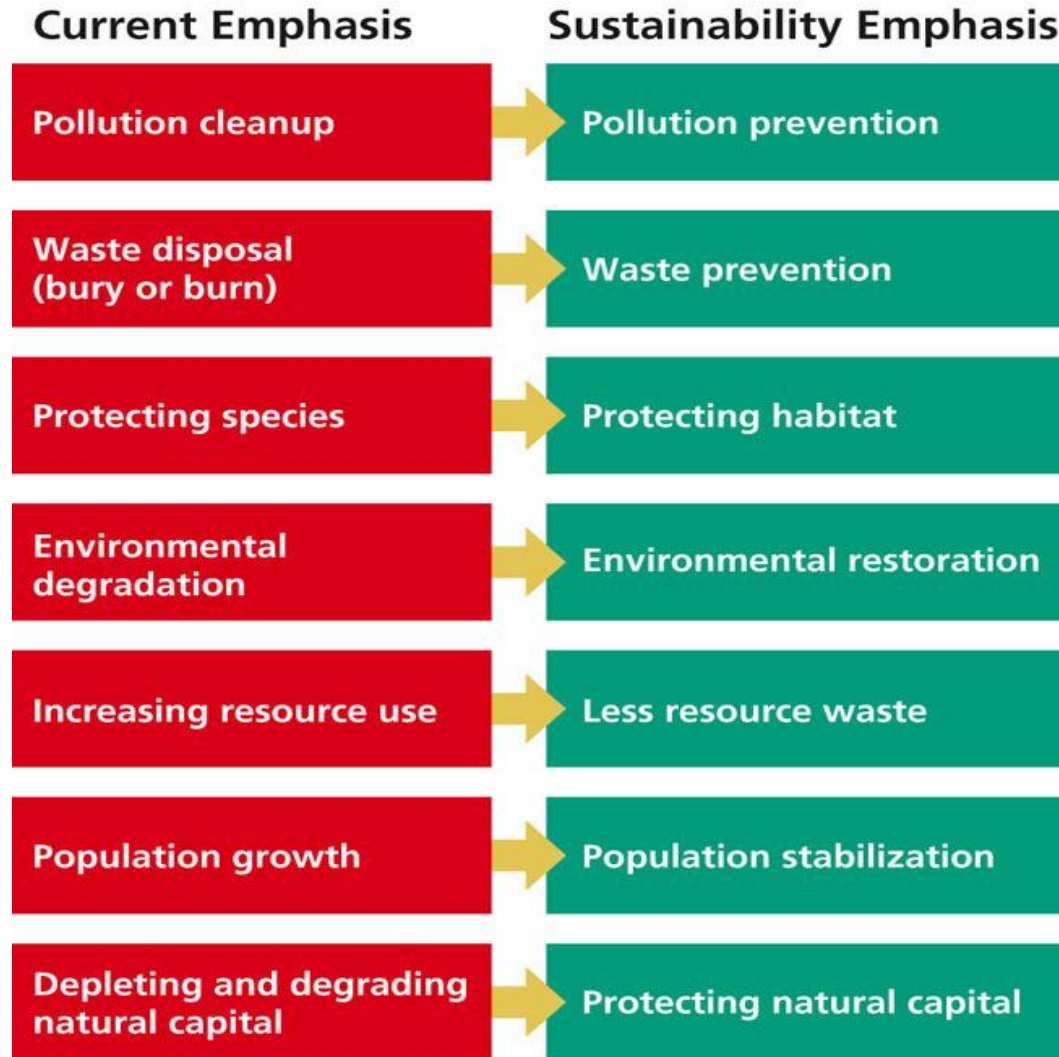 Current Emphasis
Sustainability Emphasis
Pollution cleanup
Pollution prevention
Waste disposal
(bury or burn)
Waste prevention
Protecting species
Protecting habitat
Environmental
degradation
Environmental restoration
Increasing resource use
Less resource waste
Population growth
Population stabilization
Depleting and degrading
natural capital
Protecting natural capital